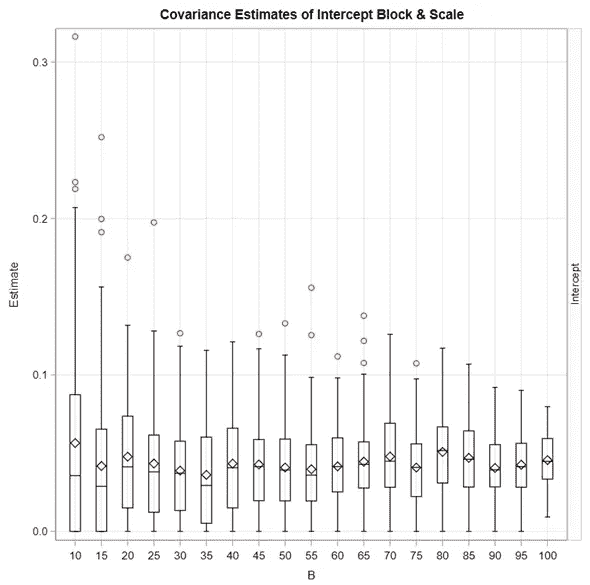 Covariance Estimates of Intercept Block & Scale
0.3
0.2
0.1
0.0
Estimate
Intercept
10 15 20 25 30 35 40 45 50 55 60 65 70 75 80 85 90 95 100
B